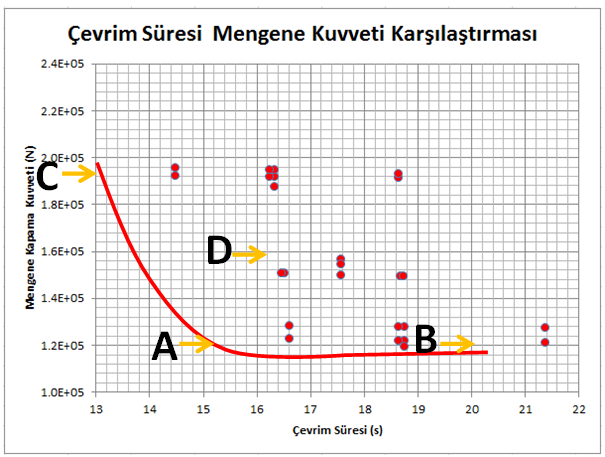 Çevrim Süresi  Mengene Kuvveti Karşılaştırması
2.4E+05
2.2E+05
2.0E+05
1.8E+05
1.6E+05
1.4E+05
1.2E+05
1.0E+05
Mengene Kapama Kuvveti (N)
C
D
A
B
13 14 15 16 17 18 19 20 21 22
Çevrim Süresi (s)